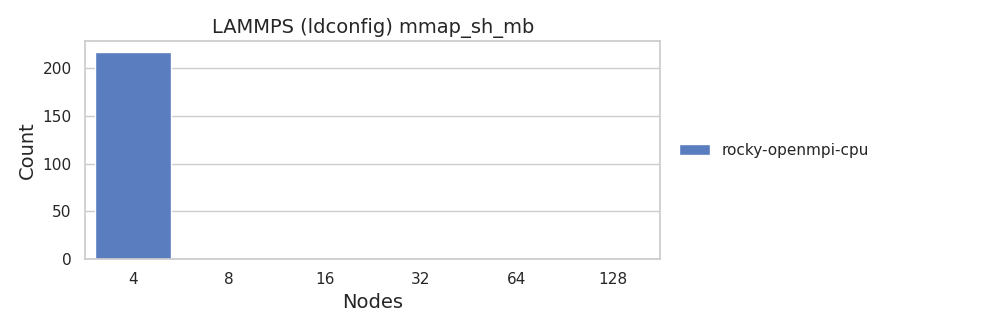 LAMMPS (ldconfig) mmap_sh_mb
Count
200
150
100
50
0
4 8 16 32 64 128
Nodes
rocky-openmpi-cpu